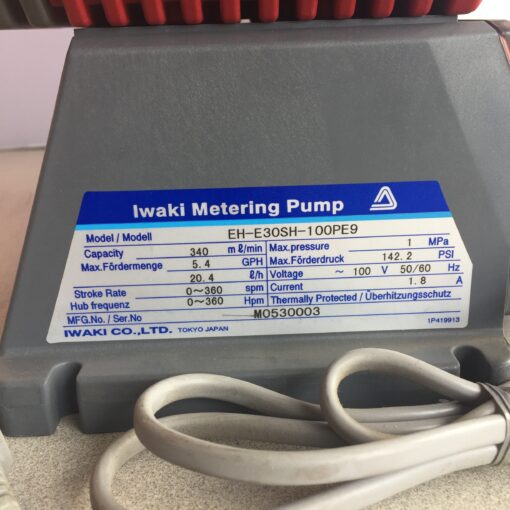 Iwaki Metering Pump
Model / Modell EH-E30SH-100PE9
Capacity 340 mℓ/min Max.pressure 1 MPa
Max.Fördermenge 5.4 GPH Max.Förderdruck 142.2 PSI
20.4 ℓ/h Voltage ~ 100 V 50/60 Hz
Stroke Rate 0~360 spm Current 1.8 A
Hub frequenz 0~360 Hpm Thermally Protected / Überhitzungsschutz
MFG.No. / Ser.No M0530003
IWAKI CO.,LTD. TOKYO JAPAN 1P419913